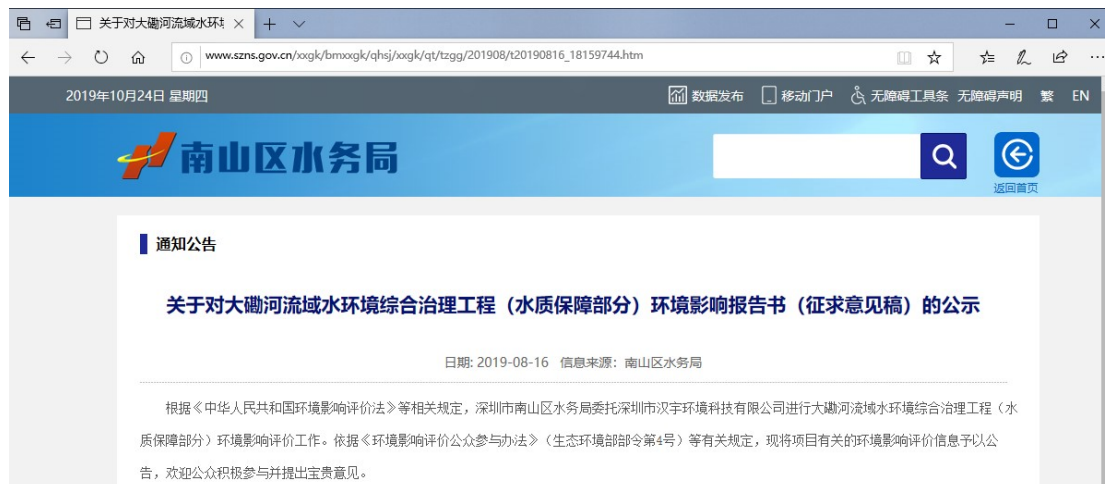 关于对大磡河流域水环境
www.szns.gov.cn/xxgk/bmxxgk/qhsj/xxgk/qt/tzgg/201908/t20190816_18159744.htm
2019年10月24日 星期四 数据发布 移动门户 无障碍工具条 无障碍声明 繁 EN
南山区水务局
返回首页
通知公告
关于对大磡河流域水环境综合治理工程（水质保障部分）环境影响报告书（征求意见稿）的公示
日期: 2019-08-16 信息来源：南山区水务局
根据《中华人民共和国环境影响评价法》等相关规定，深圳市南山区水务局委托深圳市汉宇环境科技有限公司进行大磡河流域水环境综合治理工程（水
质保障部分）环境影响评价工作。依据《环境影响评价公众参与办法》（生态环境部部令第4号）等有关规定，现将项目有关的环境影响评价信息予以公
告，欢迎公众积极参与并提出宝贵意见。